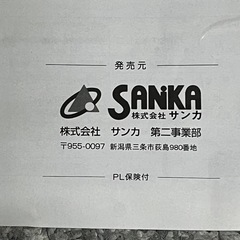 発売元
SANKA
株式会社 サンカ
株式会社 サンカ 第二事業部
〒955-0097 新潟県三条市荻島980番地
PL保険付